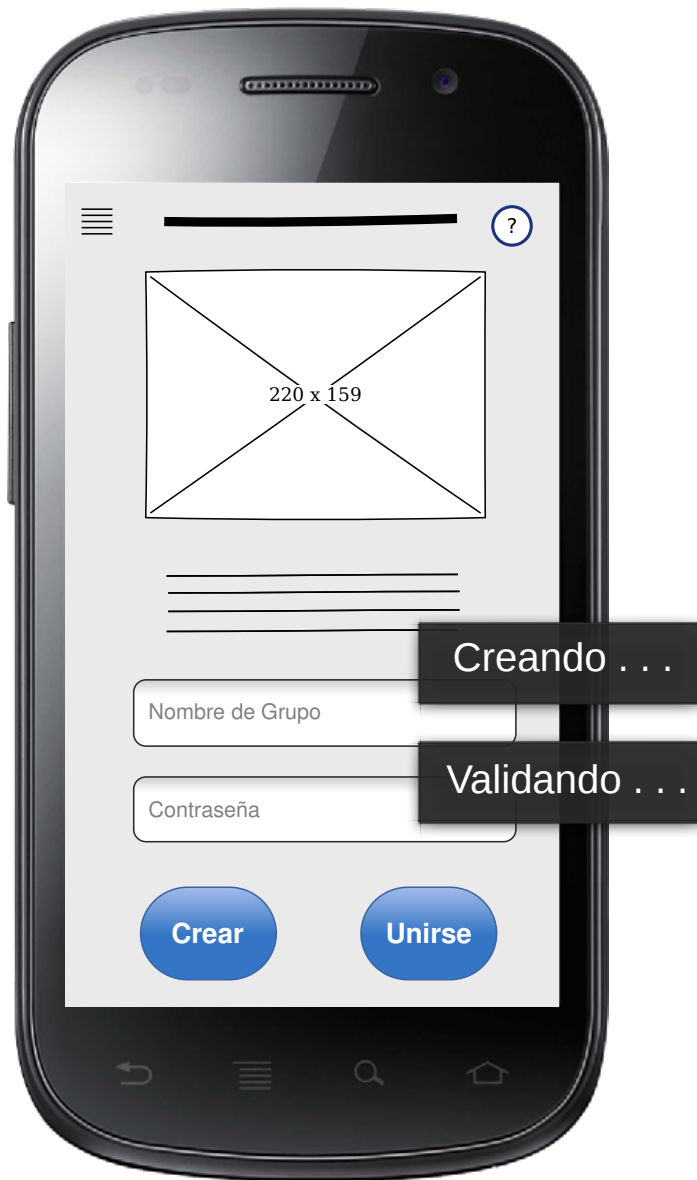 ?
220 x 159
Creando . . .
Nombre de Grupo
Validando . . .
Contraseña
Crear
Unirse